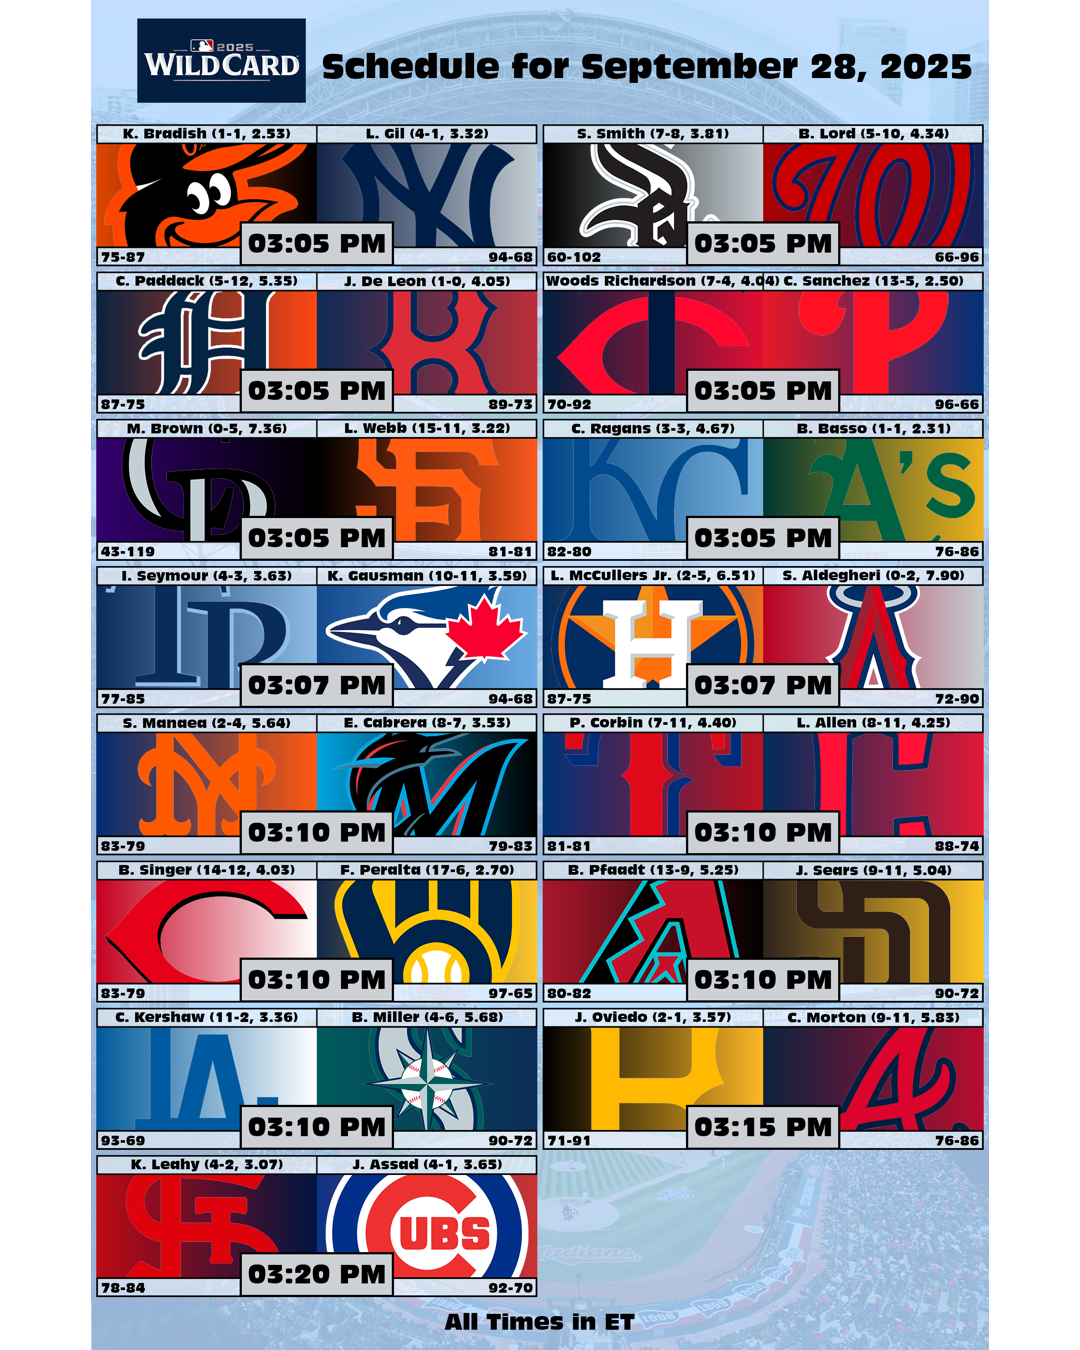 2025
WILD CARD
Schedule for September 28, 2025
K. Bradish (1-1, 2.53) L. Gil (4-1, 3.32)
03:05 PM
75-87 94-68
S. Smith (7-8, 3.81) B. Lord (5-10, 4.34)
03:05 PM
60-102 66-96
C. Paddack (5-12, 5.35) J. De Leon (1-0, 4.05)
03:05 PM
87-75 89-73
Woods Richardson (7-4, 4.04) C. Sanchez (13-5, 2.50)
03:05 PM
70-92 96-66
M. Brown (0-5, 7.36) L. Webb (15-11, 3.22)
03:05 PM
43-119 81-81
C. Ragans (3-3, 4.67) B. Basso (1-1, 2.31)
KC A'S
03:05 PM
82-80 76-86
I. Seymour (4-3, 3.63) K. Gausman (10-11, 3.59)
TB
03:07 PM
77-85 94-68
L. McCullers Jr. (2-5, 6.51) S. Aldegheri (0-2, 7.90)
H A
03:07 PM
87-75 72-90
S. Manaea (2-4, 5.64) E. Cabrera (8-7, 3.53)
NY M
03:10 PM
83-79 79-83
P. Corbin (7-11, 4.40) L. Allen (8-11, 4.25)
T C
03:10 PM
81-81 88-74
B. Singer (14-12, 4.03) F. Peralta (17-6, 2.70)
C
03:10 PM
83-79 97-65
B. Pfaadt (13-9, 5.25) J. Sears (9-11, 5.04)
A SD
03:10 PM
80-82 90-72
C. Kershaw (11-2, 3.36) B. Miller (4-6, 5.68)
LA S
03:10 PM
93-69 90-72
J. Oviedo (2-1, 3.57) C. Morton (9-11, 5.83)
P A
03:15 PM
71-91 76-86
K. Leahy (4-2, 3.07) J. Assad (4-1, 3.65)
STL CUBS
03:20 PM
78-84 92-70
Indians
All Times in ET